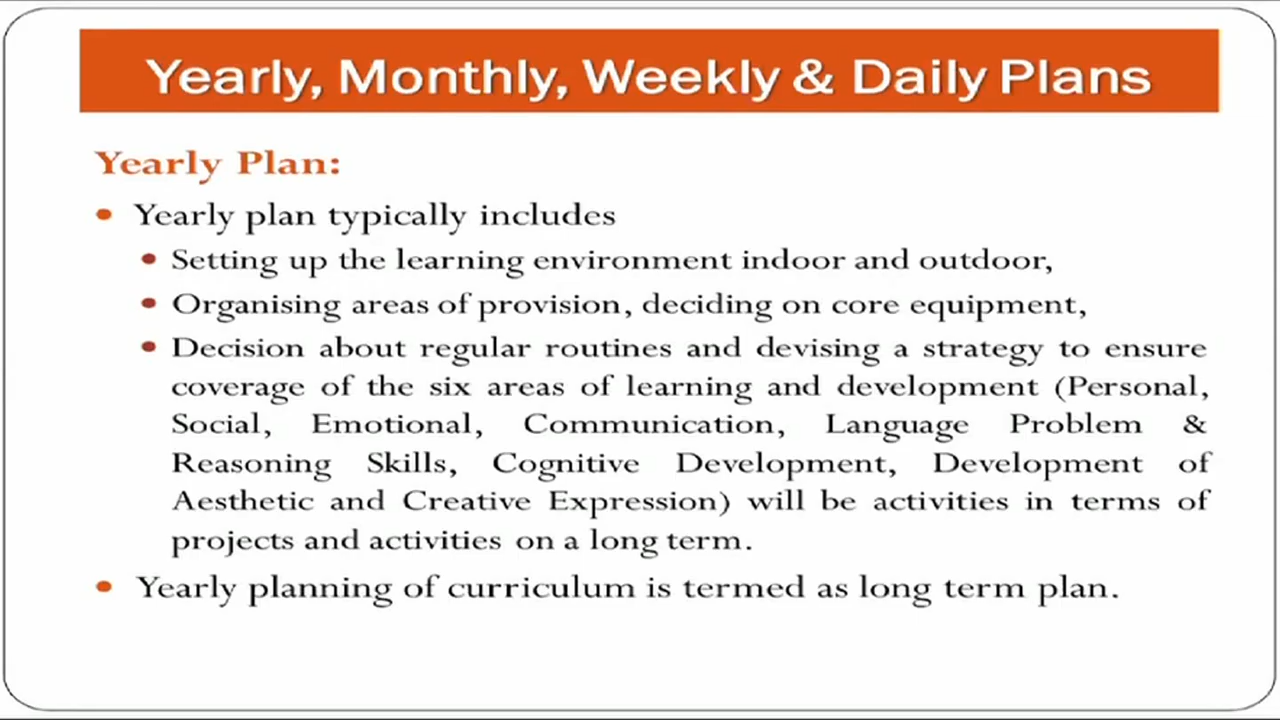 Yearly, Monthly, Weekly & Daily Plans
Yearly Plan:
• Yearly plan typically includes
• Setting up the learning environment indoor and outdoor,
• Organising areas of provision, deciding on core equipment,
• Decision about regular routines and devising a strategy to ensure
coverage of the six areas of learning and development (Personal,
Social, Emotional, Communication, Language Problem &
Reasoning Skills, Cognitive Development, Development of
Aesthetic and Creative Expression) will be activities in terms of
projects and activities on a long term.
• Yearly planning of curriculum is termed as long term plan.